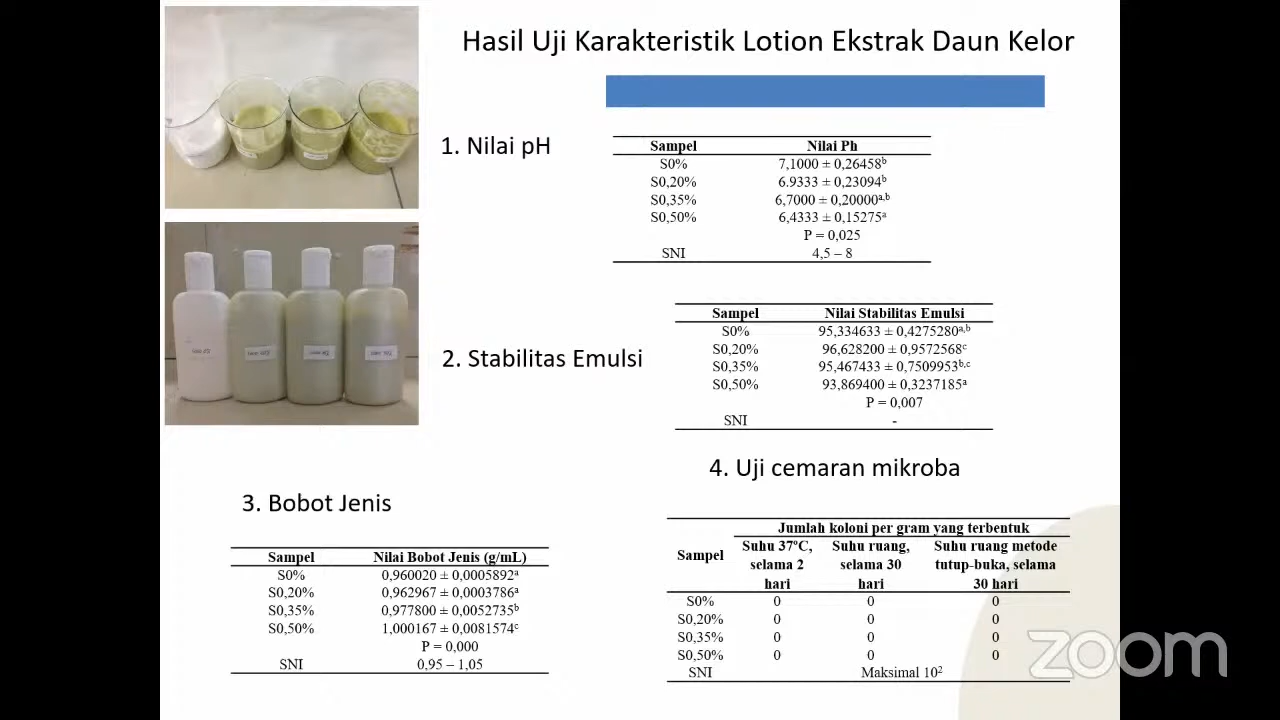 Hasil Uji Karakteristik Lotion Ekstrak Daun Kelor
1. Nilai pH
Sampel Nilai Ph
S0% 7,1000 ± 0,26458ᵇ
S0,20% 6.9333 ± 0,23094ᵇ
S0,35% 6,7000 ± 0,20000ᵃ,ᵇ
S0,50% 6,4333 ± 0,15275ᵃ
P = 0,025
SNI 4,5 – 8
2. Stabilitas Emulsi
Sampel Nilai Stabilitas Emulsi
S0% 95,334633 ± 0,4275280ᵃ,ᵇ
S0,20% 96,628200 ± 0,9572568ᶜ
S0,35% 95,467433 ± 0,7509953ᵇ,ᶜ
S0,50% 93,869400 ± 0,3237185ᵃ
P = 0,007
SNI -
3. Bobot Jenis
Sampel Nilai Bobot Jenis (g/mL)
S0% 0,960020 ± 0,0005892ᵃ
S0,20% 0,962967 ± 0,0003786ᵃ
S0,35% 0,977800 ± 0,0052735ᵇ
S0,50% 1,000167 ± 0,0081574ᶜ
P = 0,000
SNI 0,95 – 1,05
4. Uji cemaran mikroba
Jumlah koloni per gram yang terbentuk
Sampel
Suhu 37ºC, selama 2 hari
Suhu ruang, selama 30 hari
Suhu ruang metode tutup-buka, selama 30 hari
S0% 0 0 0
S0,20% 0 0 0
S0,35% 0 0 0
S0,50% 0 0 0
SNI Maksimal 10²
zoom